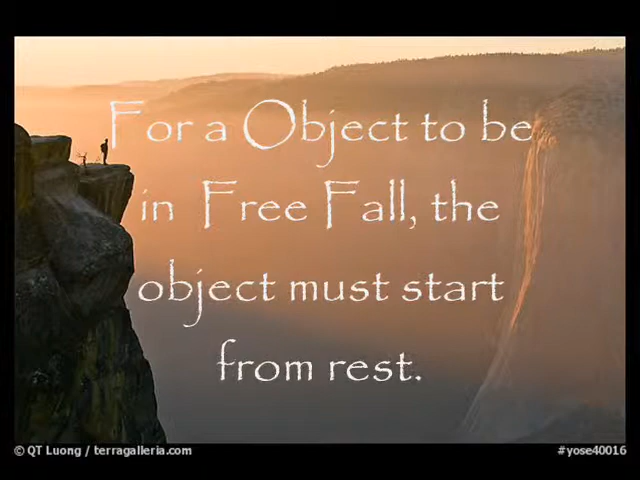 For a Object to be
in Free Fall, the
object must start
from rest.
© QT Luong / terragalleria.com
#yose40016